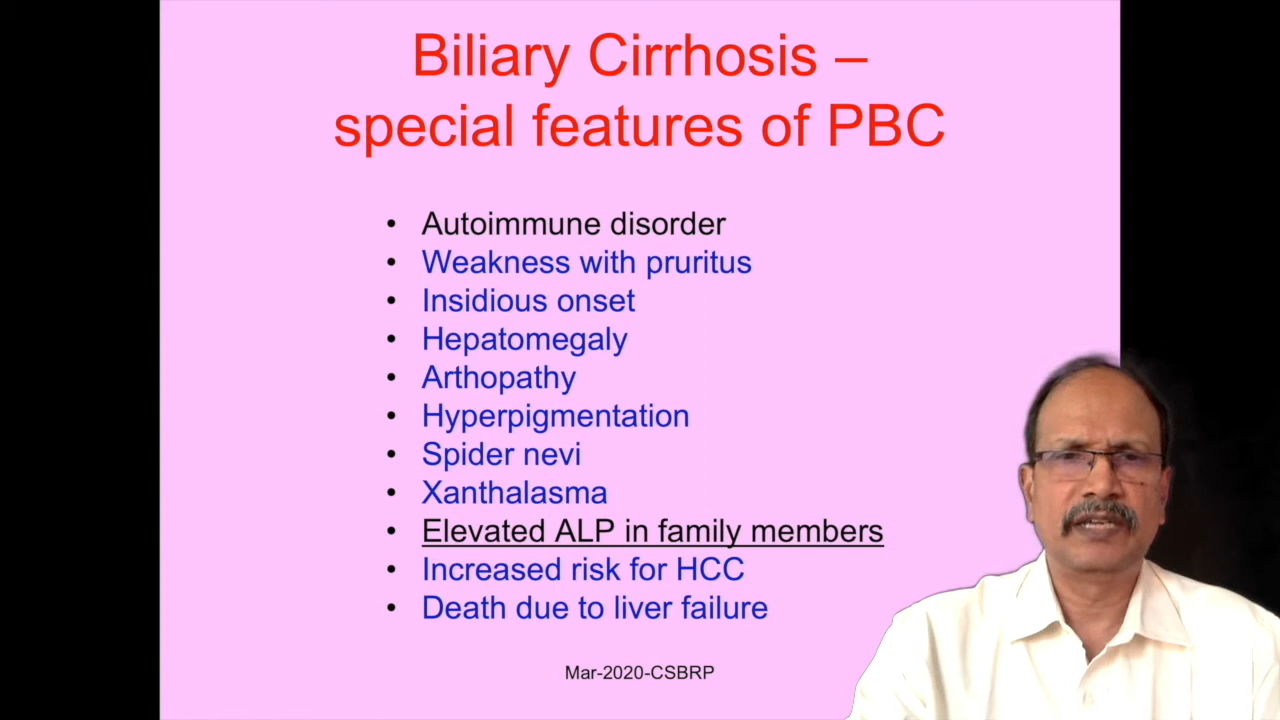 Biliary Cirrhosis –
special features of PBC
• Autoimmune disorder
• Weakness with pruritus
• Insidious onset
• Hepatomegaly
• Arthopathy
• Hyperpigmentation
• Spider nevi
• Xanthalasma
• Elevated ALP in family members
• Increased risk for HCC
• Death due to liver failure
Mar-2020-CSBRP